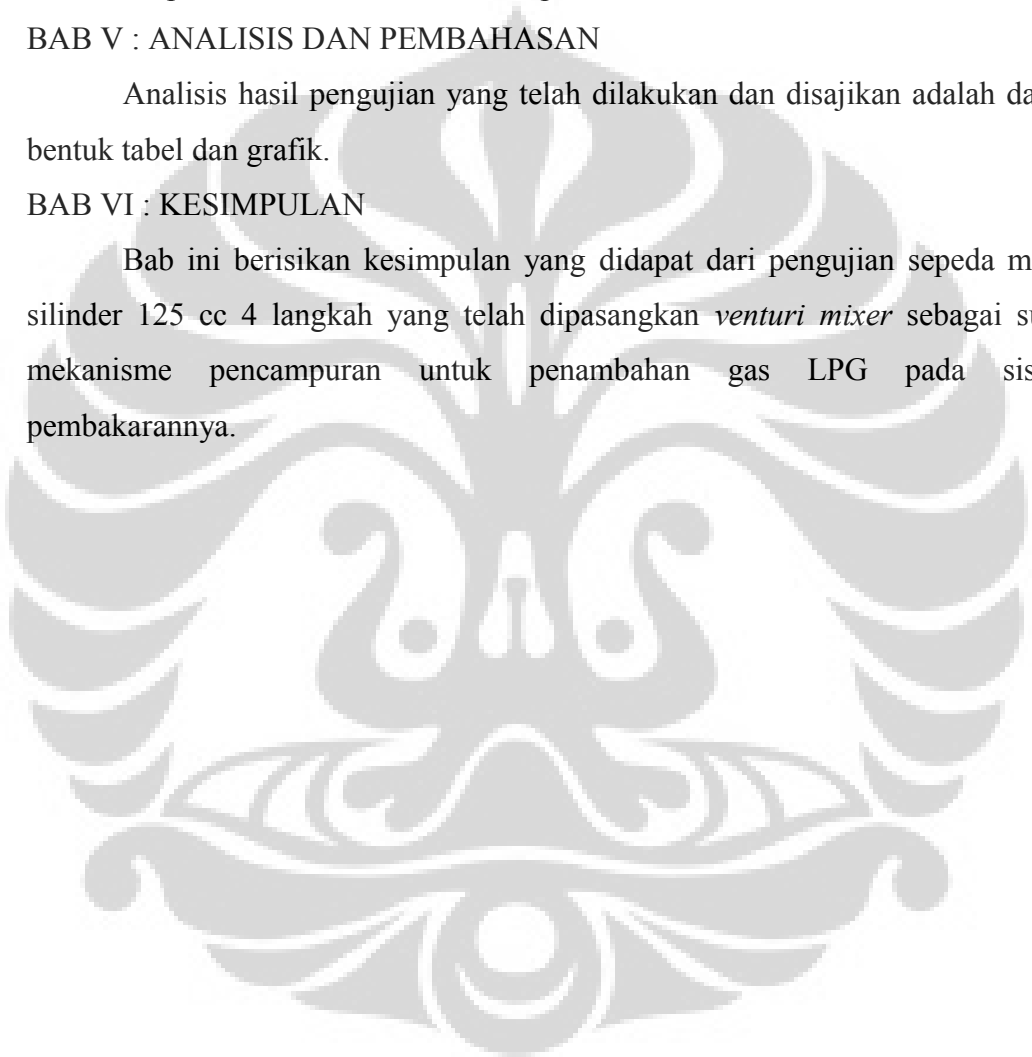 BAB V : ANALISIS DAN PEMBAHASAN
Analisis hasil pengujian yang telah dilakukan dan disajikan adalah
bentuk tabel dan grafik.
BAB VI : KESIMPULAN
Bab ini berisikan kesimpulan yang didapat dari pengujian sepeda
silinder 125 cc 4 langkah yang telah dipasangkan venturi mixer sebagai
mekanisme pencampuran untuk penambahan gas LPG pada
pembakarannya.